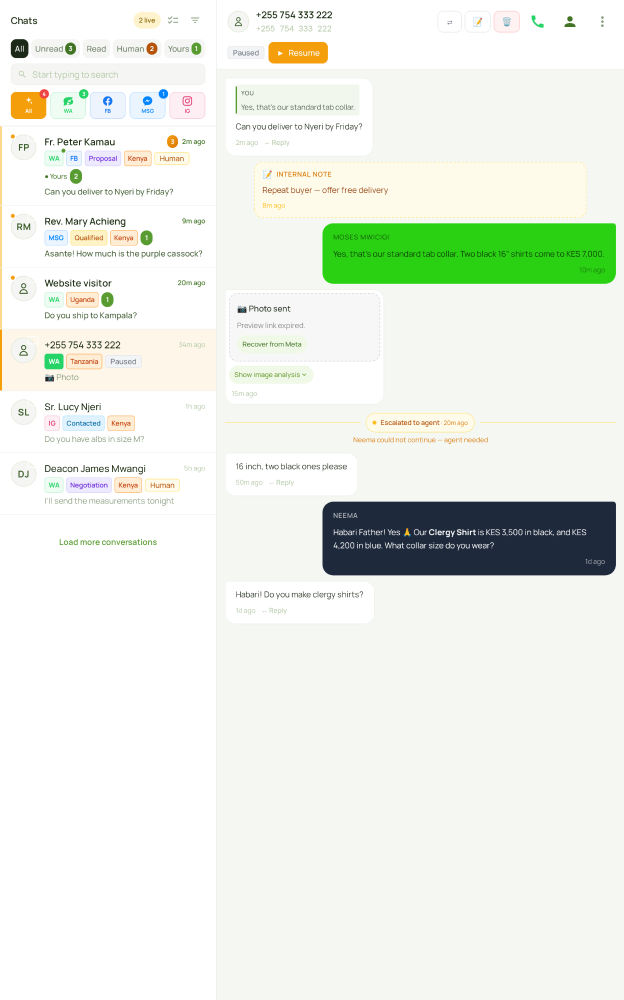 Chats
2 live
All
Unread 3
Read
Human 2
Yours 1
Start typing to search
4
All
3
WA
FB
1
MSG
IG
FP
Fr. Peter Kamau
3
2m ago
WA
FB
Proposal
Kenya
Human
• Yours
2
Can you deliver to Nyeri by Friday?
RM
Rev. Mary Achieng
9m ago
MSG
Qualified
Kenya
1
Asante! How much is the purple cassock?
Website visitor
20m ago
WA
Uganda
1
Do you ship to Kampala?
+255 754 333 222
34m ago
WA
Tanzania
Paused
📷 Photo
SL
Sr. Lucy Njeri
1h ago
IG
Contacted
Kenya
Do you have albs in size M?
DJ
Deacon James Mwangi
5h ago
WA
Negotiation
Kenya
Human
I'll send the measurements tonight
Load more conversations
+255 754 333 222
+255 754 333 222
Paused
▶ Resume
YOU
Yes, that's our standard tab collar.
Can you deliver to Nyeri by Friday?
2m ago
↩ Reply
📝 INTERNAL NOTE
Repeat buyer — offer free delivery
8m ago
MOSES MWICIGI
Yes, that's our standard tab collar. Two black 16" shirts come to KES 7,000.
10m ago
📷 Photo sent
Preview link expired.
Recover from Meta
Show image analysis
15m ago
Escalated to agent · 20m ago
Neema could not continue — agent needed
16 inch, two black ones please
50m ago
↩ Reply
NEEMA
Habari Father! Yes 🙏 Our Clergy Shirt is KES 3,500 in black, and KES
4,200 in blue. What collar size do you wear?
1d ago
Habari! Do you make clergy shirts?
1d ago
↩ Reply